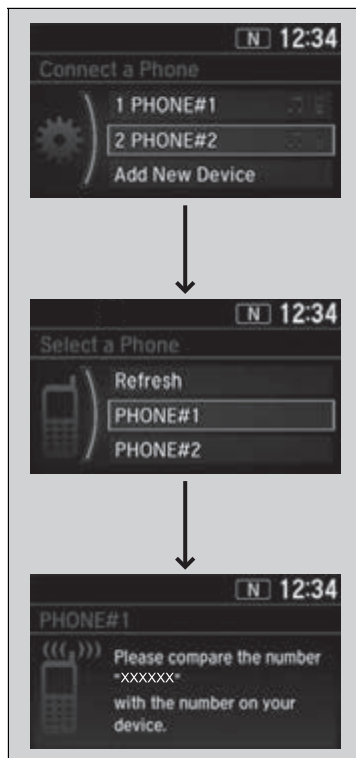 N 12:34
Connect a Phone
1 PHONE#1
2 PHONE#2
Add New Device
N 12:34
Select a Phone
Refresh
PHONE#1
PHONE#2
N 12:34
PHONE#1
Please compare the number
"XXXXXX"
with the number on your
device.